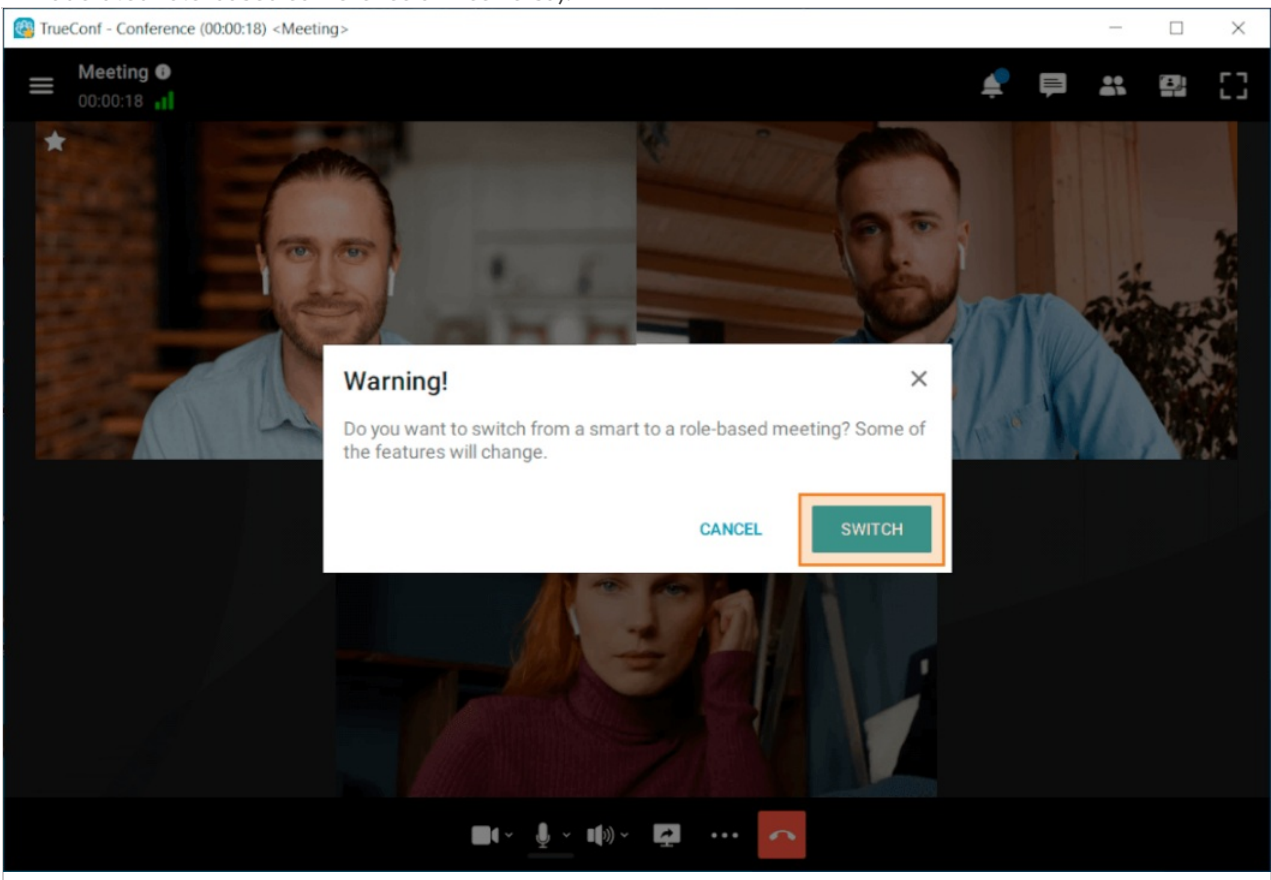 TrueConf - Conference (00:00:18) <Meeting>
Meeting
00:00:18
Warning!
Do you want to switch from a smart to a role-based meeting? Some of
the features will change.
CANCEL
SWITCH